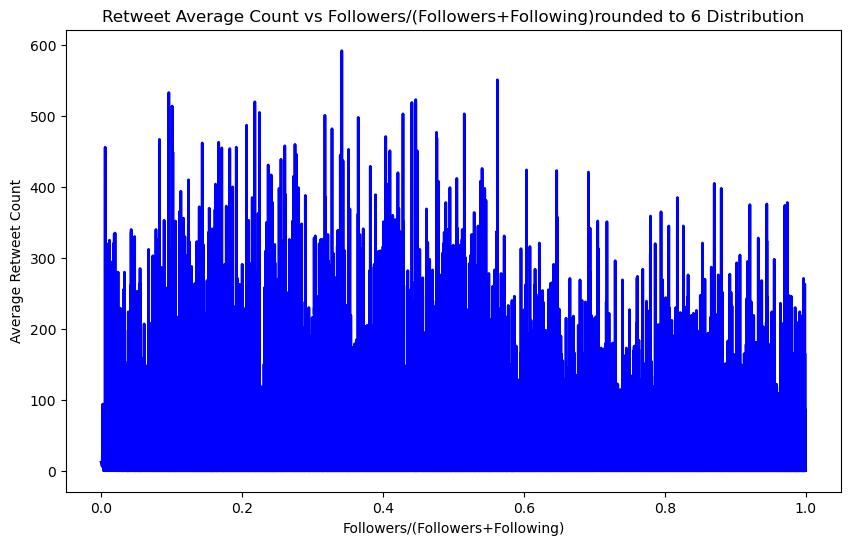 Retweet Average Count vs Followers/(Followers+Following)rounded to 6 Distribution
600
500
400
300
200
100
0
Average Retweet Count
0.0 0.2 0.4 0.6 0.8 1.0
Followers/(Followers+Following)